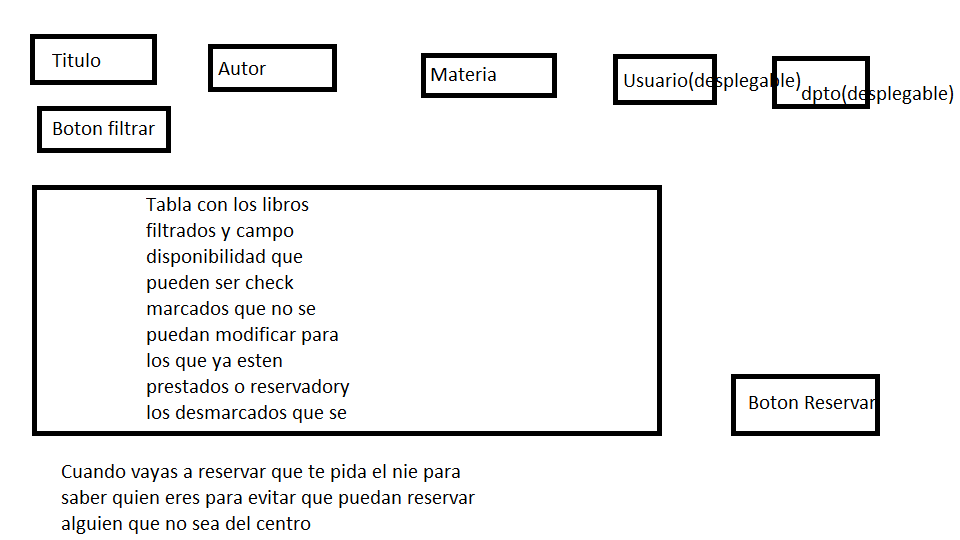 Titulo
Autor
Materia
Usuario(desplegable)
dpto(desplegable)
Boton filtrar
Tabla con los libros
filtrados y campo
disponibilidad que
pueden ser check
marcados que no se
puedan modificar para
los que ya esten
prestados o reservadory
los desmarcados que se
Boton Reservar
Cuando vayas a reservar que te pida el nie para
saber quien eres para evitar que puedan reservar
alguien que no sea del centro